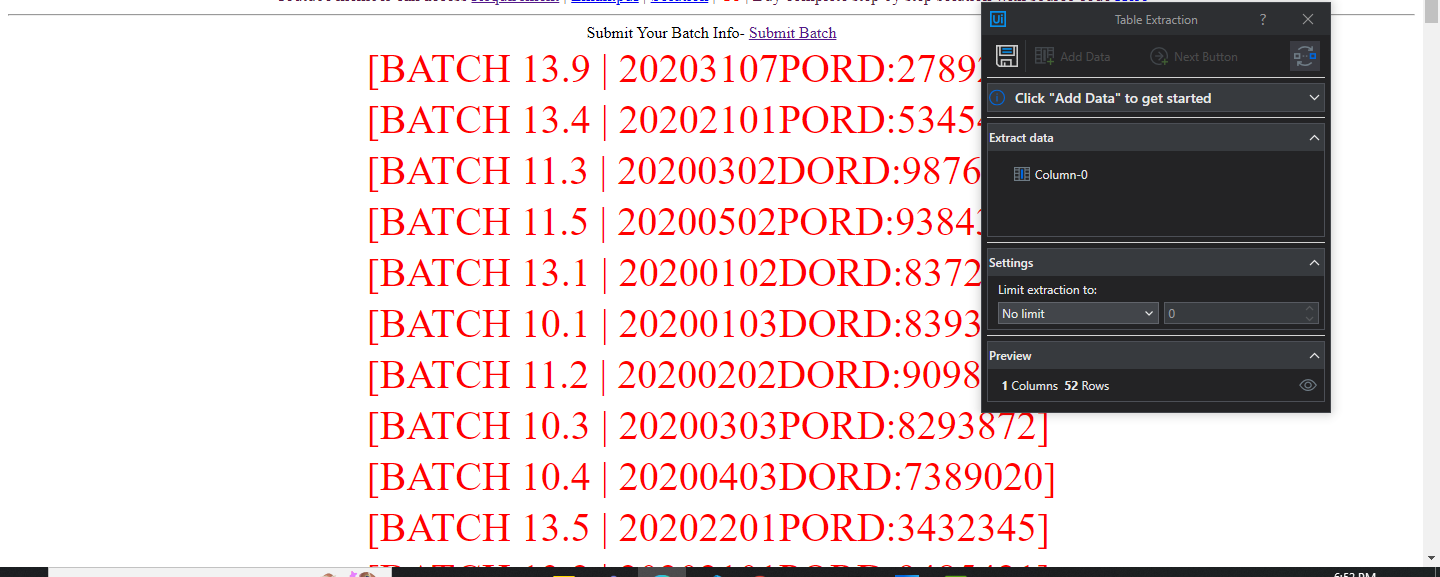 Submit Your Batch Info- Submit Batch
[BATCH 13.9 | 20203107PORD:2789
[BATCH 13.4 | 20202101PORD:5345
[BATCH 11.3 | 20200302DORD:9876
[BATCH 11.5 | 20200502PORD:9384
[BATCH 13.1 | 20200102DORD:8372
[BATCH 10.1 | 20200103DORD:8393
[BATCH 11.2 | 20200202DORD:9098
[BATCH 10.3 | 20200303PORD:8293872]
[BATCH 10.4 | 20200403DORD:7389020]
[BATCH 13.5 | 20202201PORD:3432345]
Ui Table Extraction ?
Add Data Next Button
Click "Add Data" to get started
Extract data
Column-0
Settings
Limit extraction to:
No limit 0
Preview
1 Columns 52 Rows